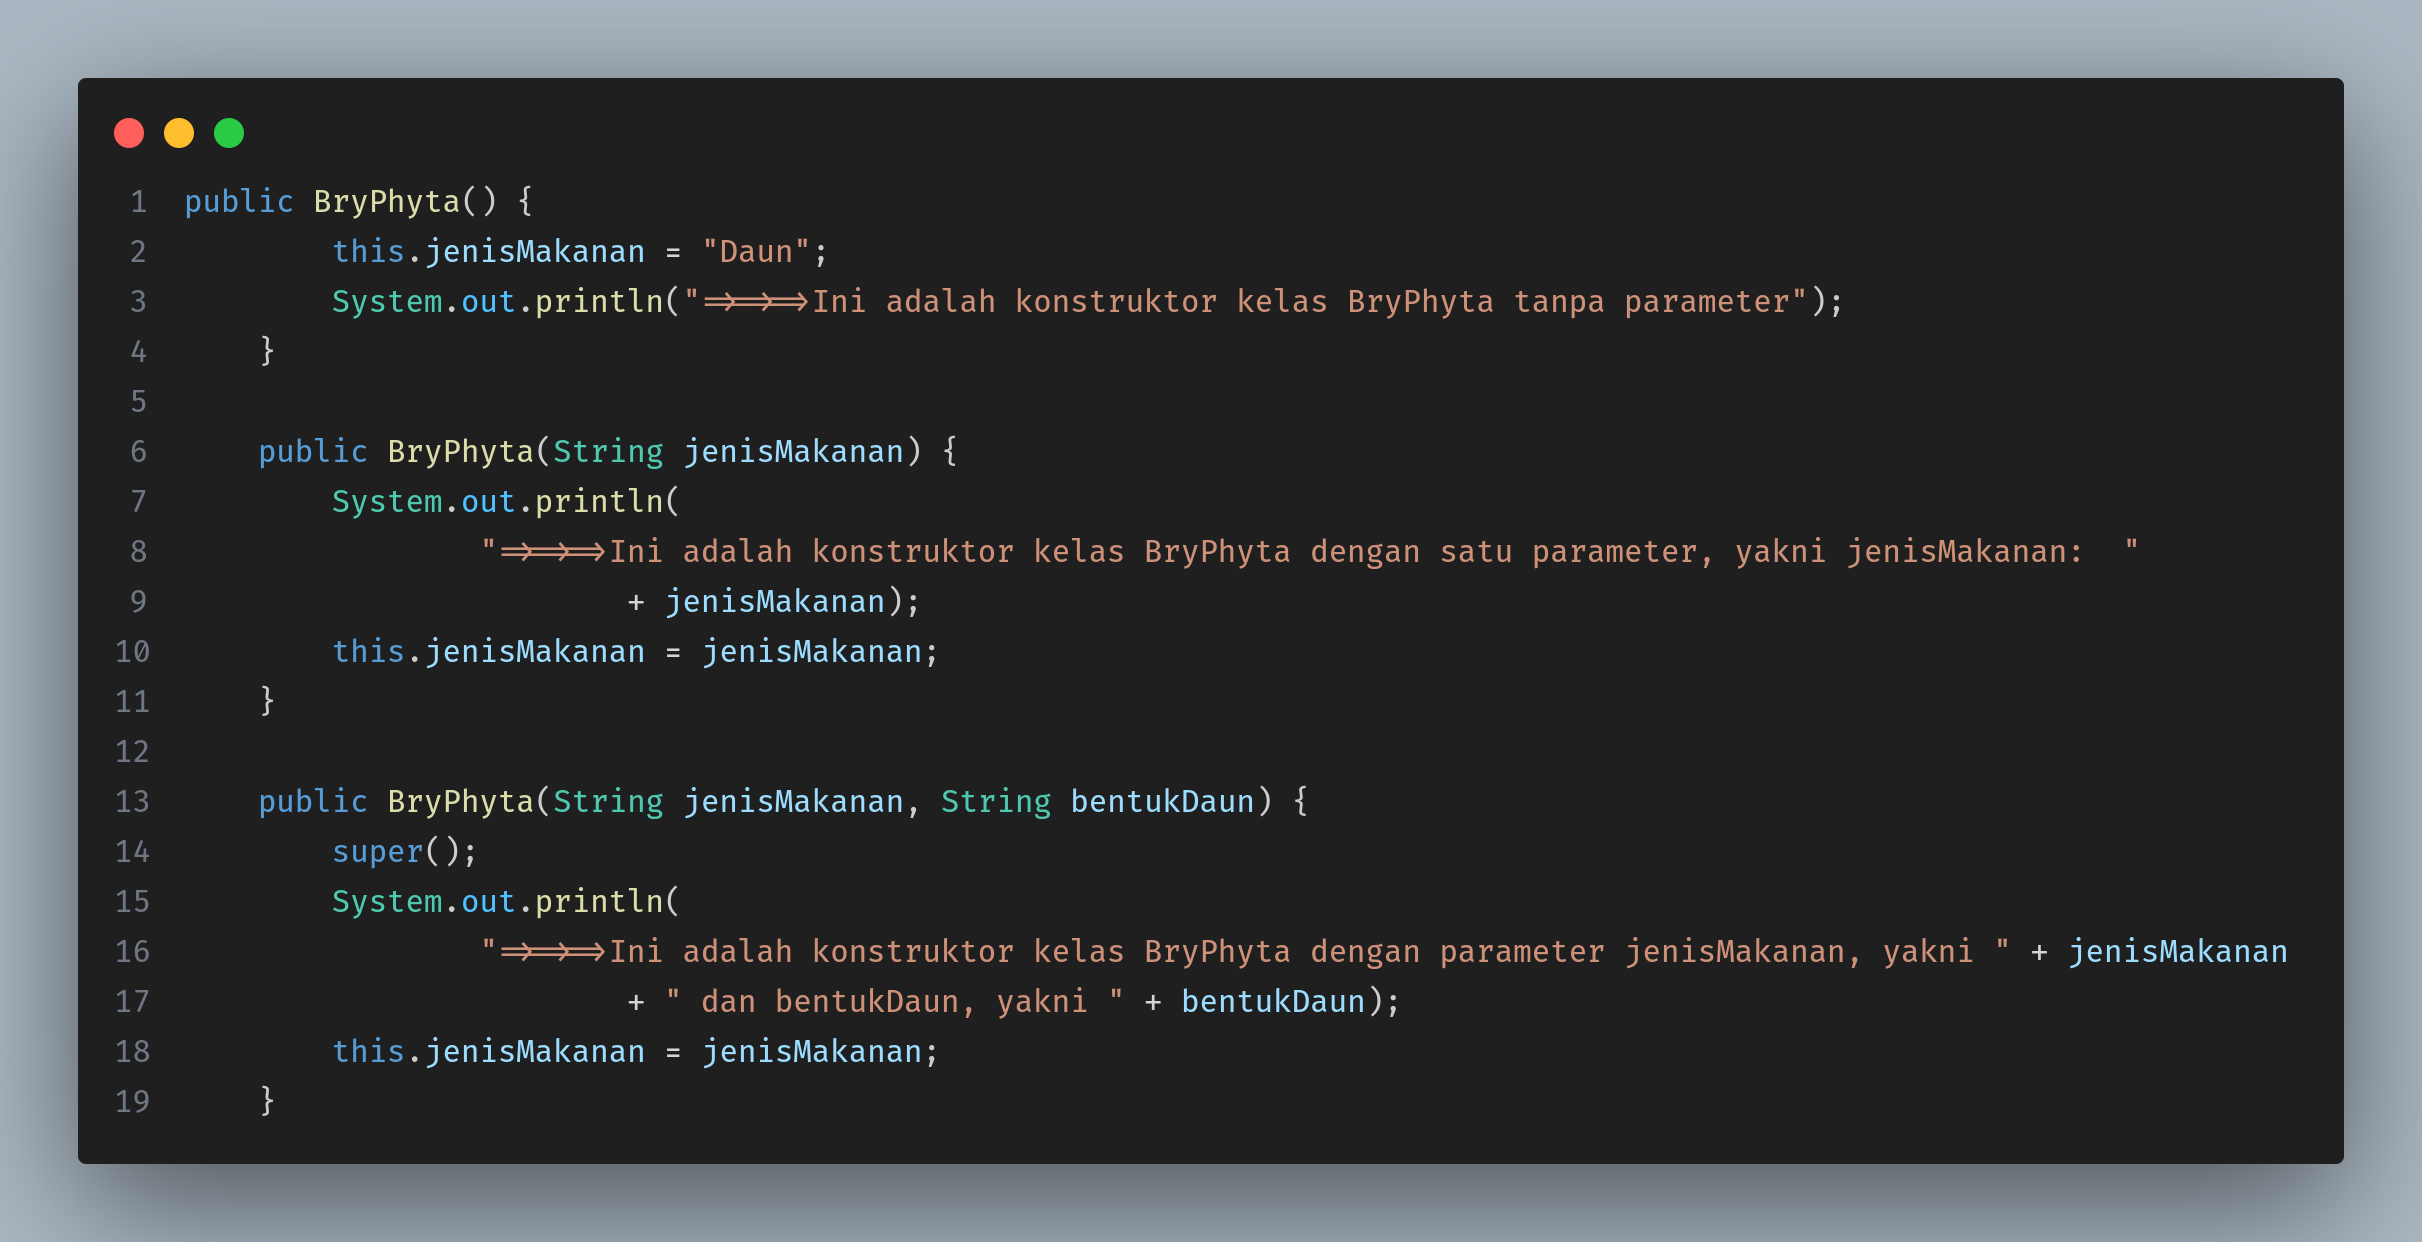 1 public BryPhyta() {
2         this.jenisMakanan = "Daun";
3         System.out.println("=>=>=>Ini adalah konstruktor kelas BryPhyta tanpa parameter");
4     }
5
6     public BryPhyta(String jenisMakanan) {
7         System.out.println(
8                 "=>=>=>Ini adalah konstruktor kelas BryPhyta dengan satu parameter, yakni jenisMakanan:  "
9                         + jenisMakanan);
10         this.jenisMakanan = jenisMakanan;
11     }
12
13     public BryPhyta(String jenisMakanan, String bentukDaun) {
14         super();
15         System.out.println(
16                 "=>=>=>Ini adalah konstruktor kelas BryPhyta dengan parameter jenisMakanan, yakni " + jenisMakanan
17                         + " dan bentukDaun, yakni " + bentukDaun);
18         this.jenisMakanan = jenisMakanan;
19     }